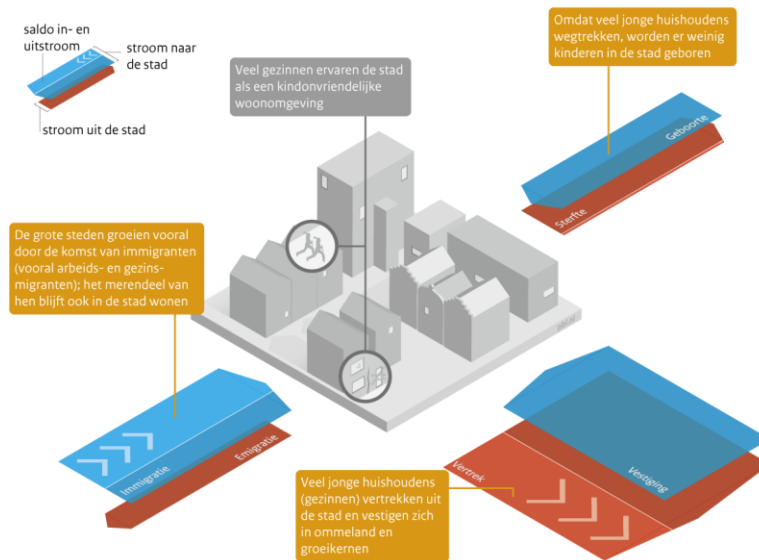 saldo in- en
uitstroom
stroom naar
de stad
stroom uit de stad
Veel gezinnen ervaren de stad
als een kindonvriendelijke
woonomgeving
Omdat veel jonge huishoudens
wegtrekken, worden er weinig
kinderen in de stad geboren
Geboorte
Sterfte
De grote steden groeien vooral
door de komst van immigranten
(vooral arbeids- en gezins-
migranten); het merendeel van
hen blijft ook in de stad wonen
pbl.nl
Immigratie
Emigratie
Vertrek
Vestiging
Veel jonge huishoudens
(gezinnen) vertrekken uit
de stad en vestigen zich
in ommeland en
groeikernen